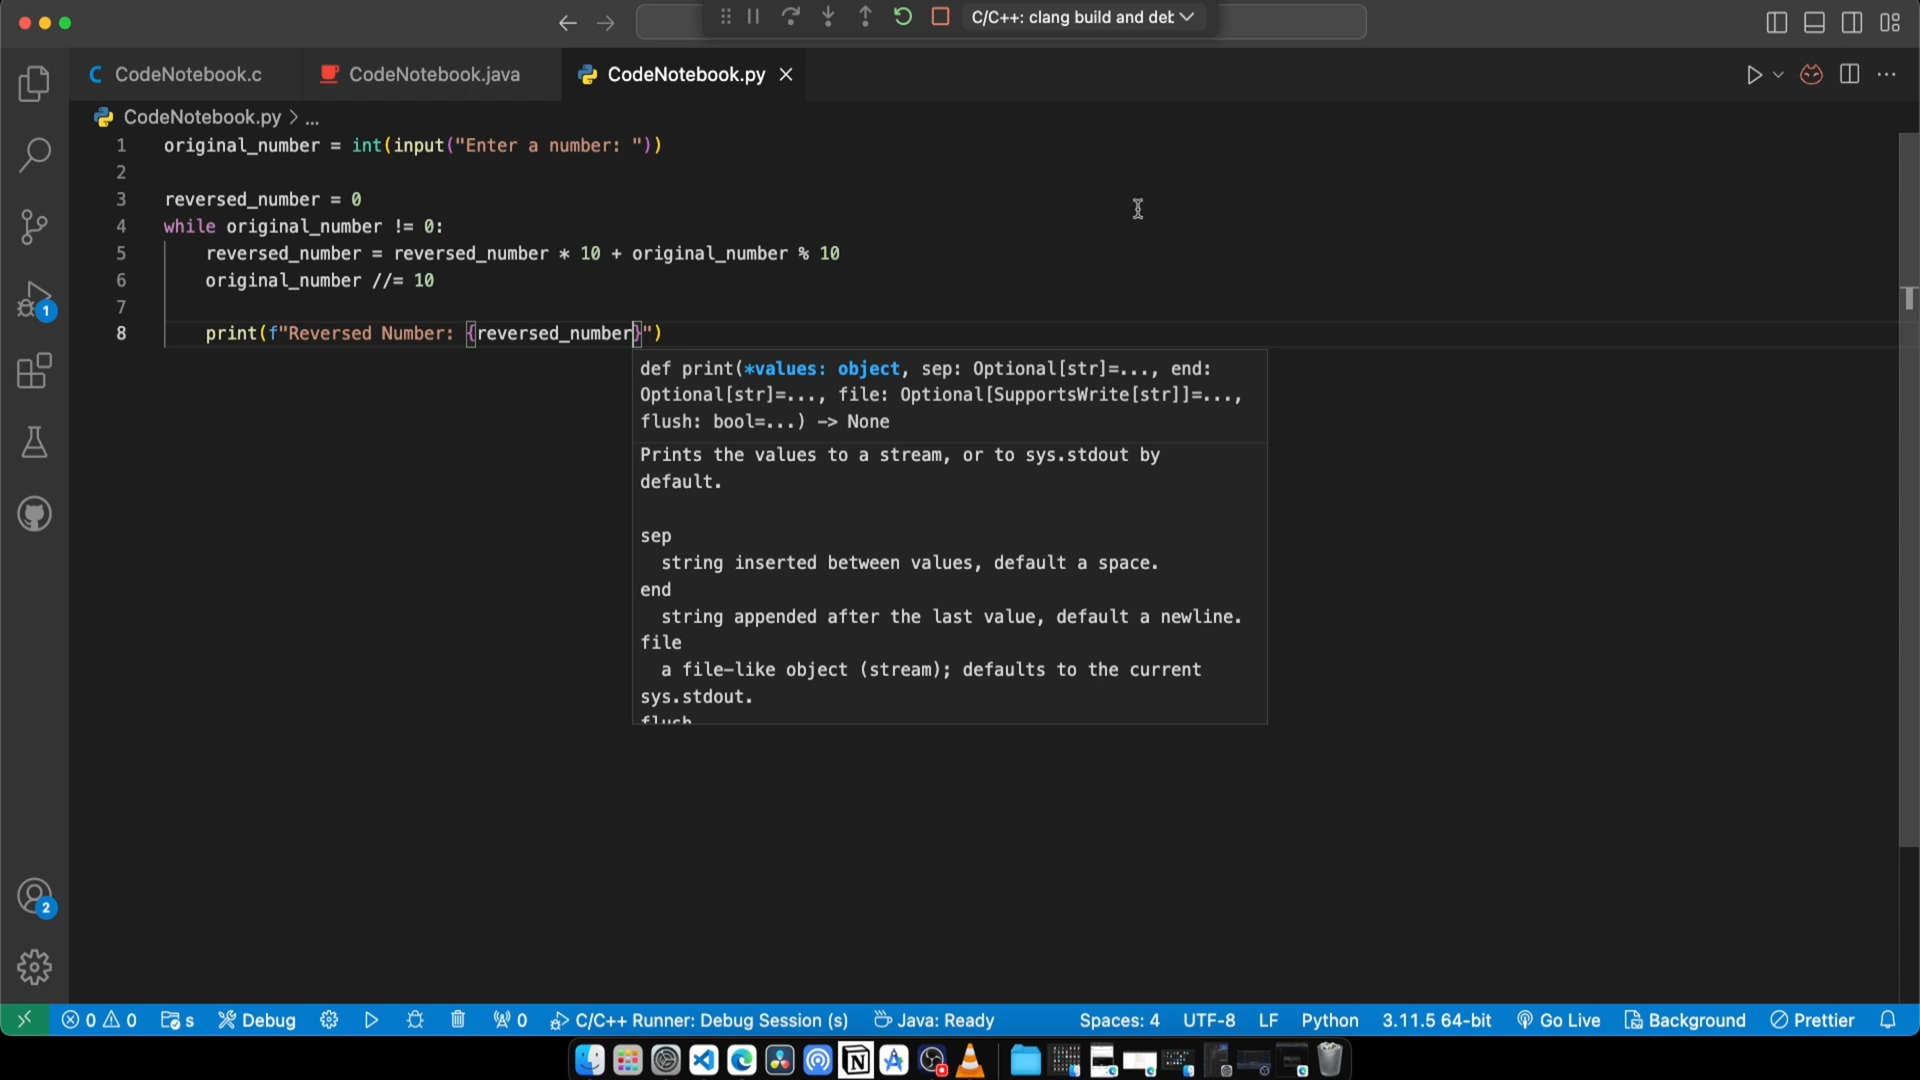 C/C++: clang build and det
C CodeNotebook.c
CodeNotebook.java
CodeNotebook.py
CodeNotebook.py > ...
1 original_number = int(input("Enter a number: "))
2
3 reversed_number = 0
4 while original_number != 0:
5 reversed_number = reversed_number * 10 + original_number % 10
6 original_number //= 10
7
8 print(f"Reversed Number: {reversed_number}")
def print(*values: object, sep: Optional[str]=..., end:
Optional[str]=..., file: Optional[SupportsWrite[str]]=...,
flush: bool=...) -> None
Prints the values to a stream, or to sys.stdout by
default.
sep
string inserted between values, default a space.
end
string appended after the last value, default a newline.
file
a file-like object (stream); defaults to the current
sys.stdout.
flush
1
2
0 0 s Debug 0 C/C++ Runner: Debug Session (s) Java: Ready Spaces: 4 UTF-8 LF Python 3.11.5 64-bit Go Live Background Prettier